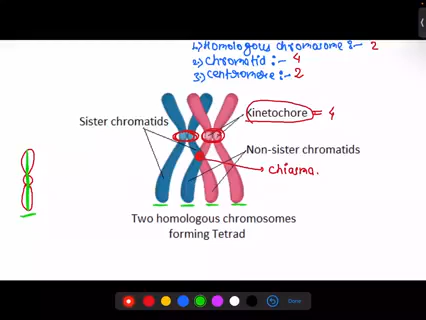 1) Homologous chromosome :- 2
2) chromatid :- 4
3) centromere :- 2
Sister chromatids
Kinetochore = 4
Non-sister chromatids
chiasma.
Two homologous chromosomes
forming Tetrad
Done